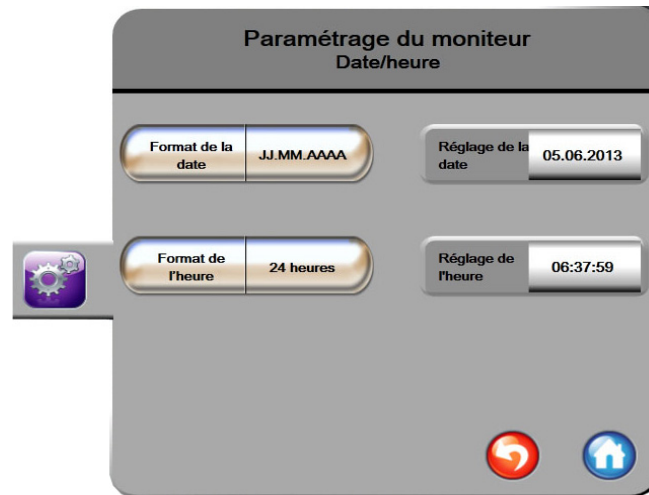 Paramétrage du moniteur
Date/heure
Format de la
date
JJ.MM.AAAA
Réglage de la
date
05.06.2013
Format de
l'heure
24 heures
Réglage de
l'heure
06:37:59